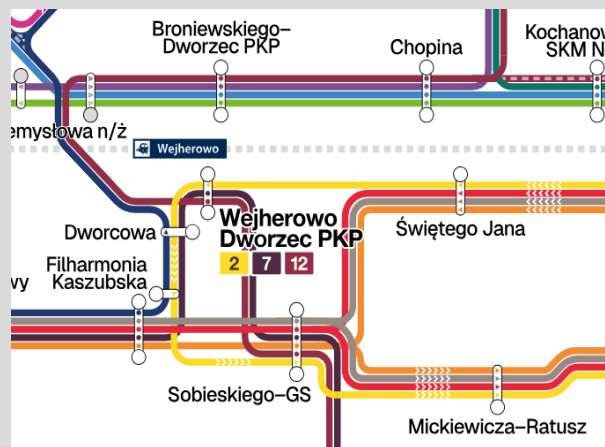 Broniewskiego–
Dworzec PKP
Chopina
Kochanow
SKM N
emysłowa n/ż
Wejherowo
Wejherowo
Dworzec PKP
2 7 12
Świętego Jana
Dworcowa
Filharmonia
Kaszubska
wy
Sobieskiego–GS
Mickiewicza–Ratusz